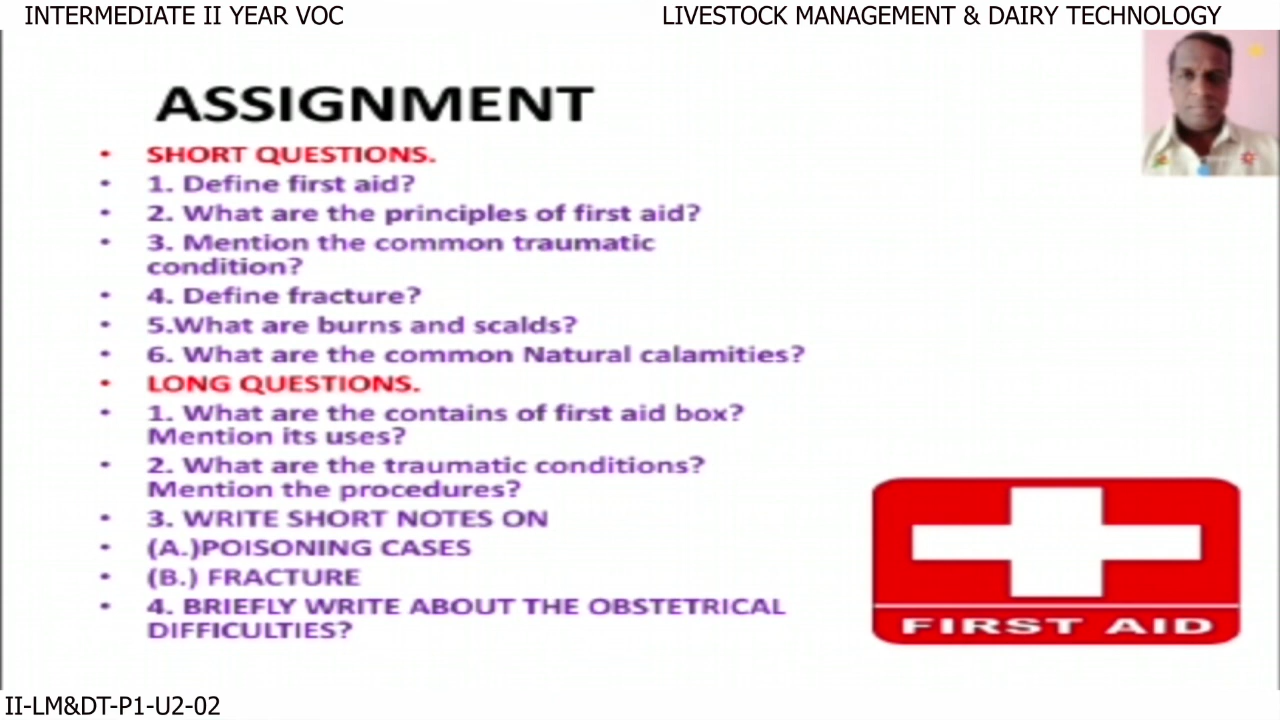 INTERMEDIATE II YEAR VOC
LIVESTOCK MANAGEMENT & DAIRY TECHNOLOGY
ASSIGNMENT
• SHORT QUESTIONS.
• 1. Define first aid?
• 2. What are the principles of first aid?
• 3. Mention the common traumatic
condition?
• 4. Define fracture?
• 5.What are burns and scalds?
• 6. What are the common Natural calamities?
• LONG QUESTIONS.
• 1. What are the contains of first aid box?
Mention its uses?
• 2. What are the traumatic conditions?
Mention the procedures?
• 3. WRITE SHORT NOTES ON
• (A.)POISONING CASES
• (B.) FRACTURE
• 4. BRIEFLY WRITE ABOUT THE OBSTETRICAL
DIFFICULTIES?
FIRST AID
II-LM&DT-P1-U2-02